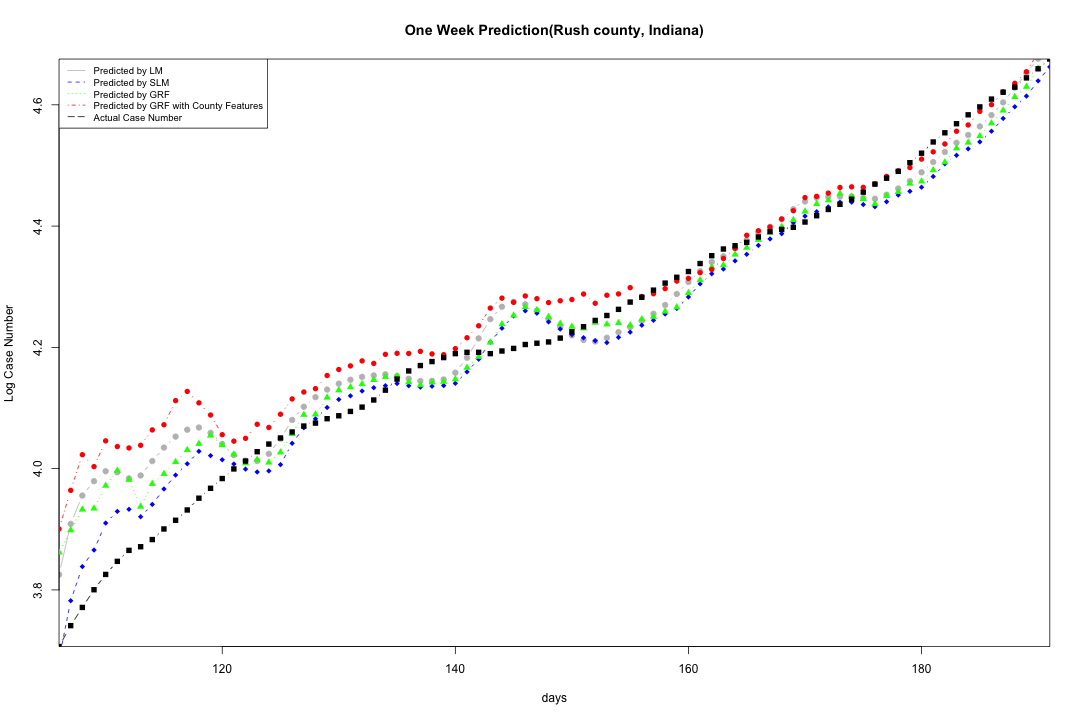 One Week Prediction(Rush county, Indiana)
Predicted by LM
Predicted by SLM
Predicted by GRF
Predicted by GRF with County Features
Actual Case Number
4.6
4.4
4.2
4.0
3.8
Log Case Number
120 140 160 180
days